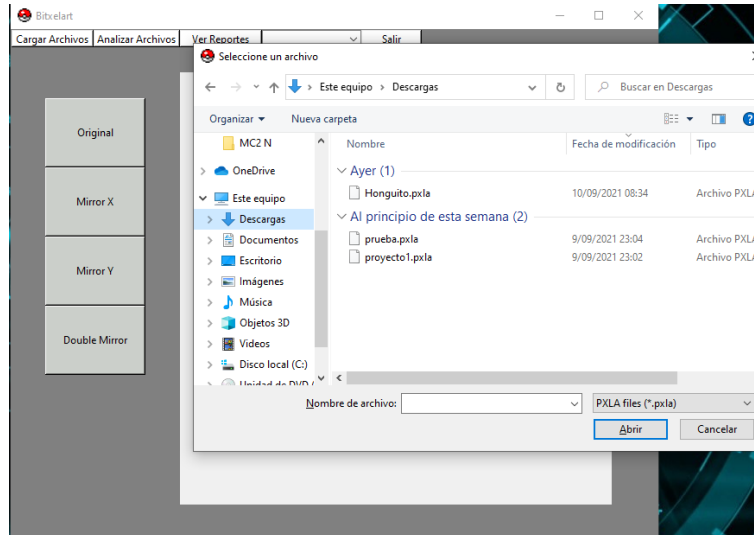 Bitxelart
Cargar Archivos Analizar Archivos Ver Reportes Salir
Seleccione un archivo
Este equipo > Descargas
Buscar en Descargas
Organizar Nueva carpeta
MC2 N
OneDrive
Este equipo
Descargas
Documentos
Escritorio
Imágenes
Música
Objetos 3D
Videos
Disco local (C:)
Unidad de DVD (
Nombre Fecha de modificación Tipo
Ayer (1)
Honguito.pxla 10/09/2021 08:34 Archivo PXLA
Al principio de esta semana (2)
prueba.pxla 9/09/2021 23:04 Archivo PXLA
proyecto1.pxla 9/09/2021 23:02 Archivo PXLA
Nombre de archivo: PXLA files (*.pxla)
Abrir Cancelar
Original
Mirror X
Mirror Y
Double Mirror